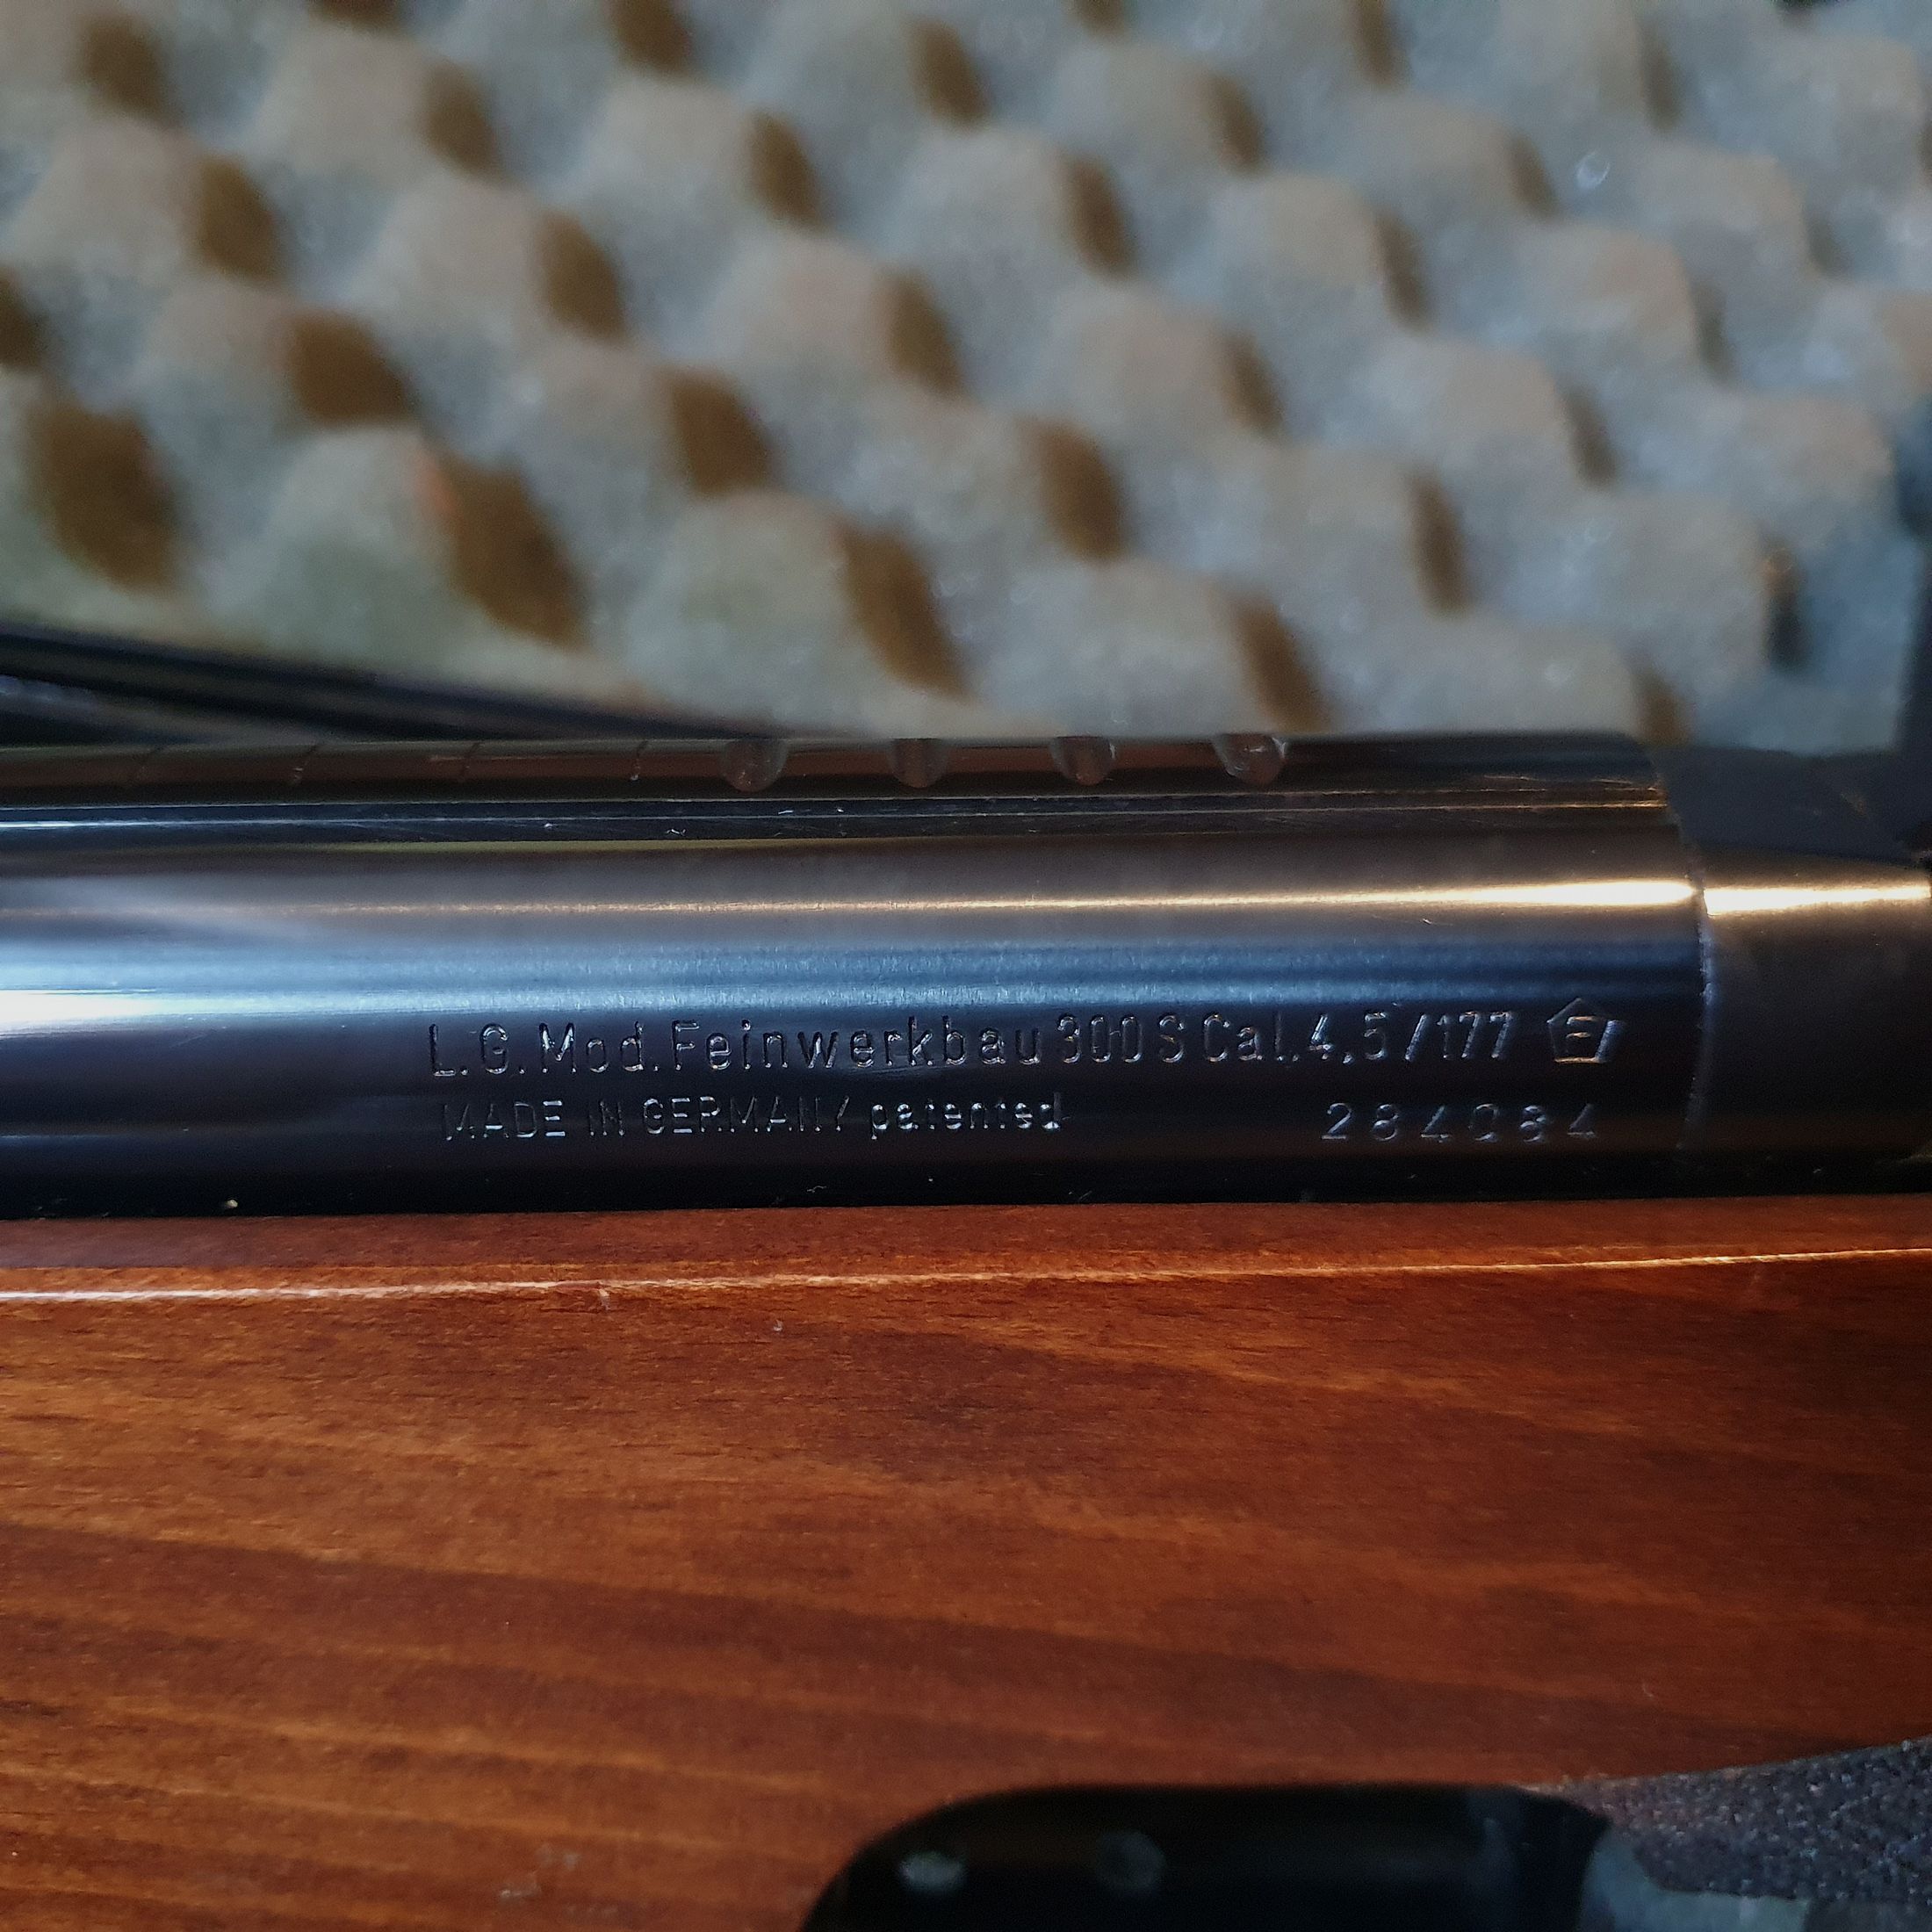 L.G. Mod. Feinwerkbau 300 S Cal. 4,5 /177 F
MADE IN GERMANY patented 284084